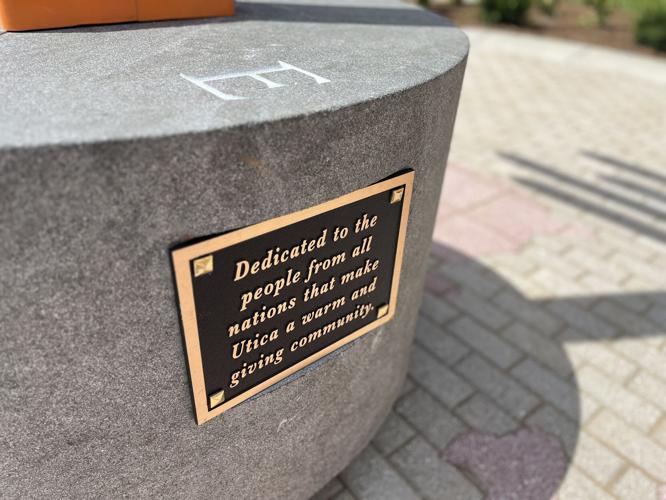 E
Dedicated to the
people from all
nations that make
Utica a warm and
giving community.